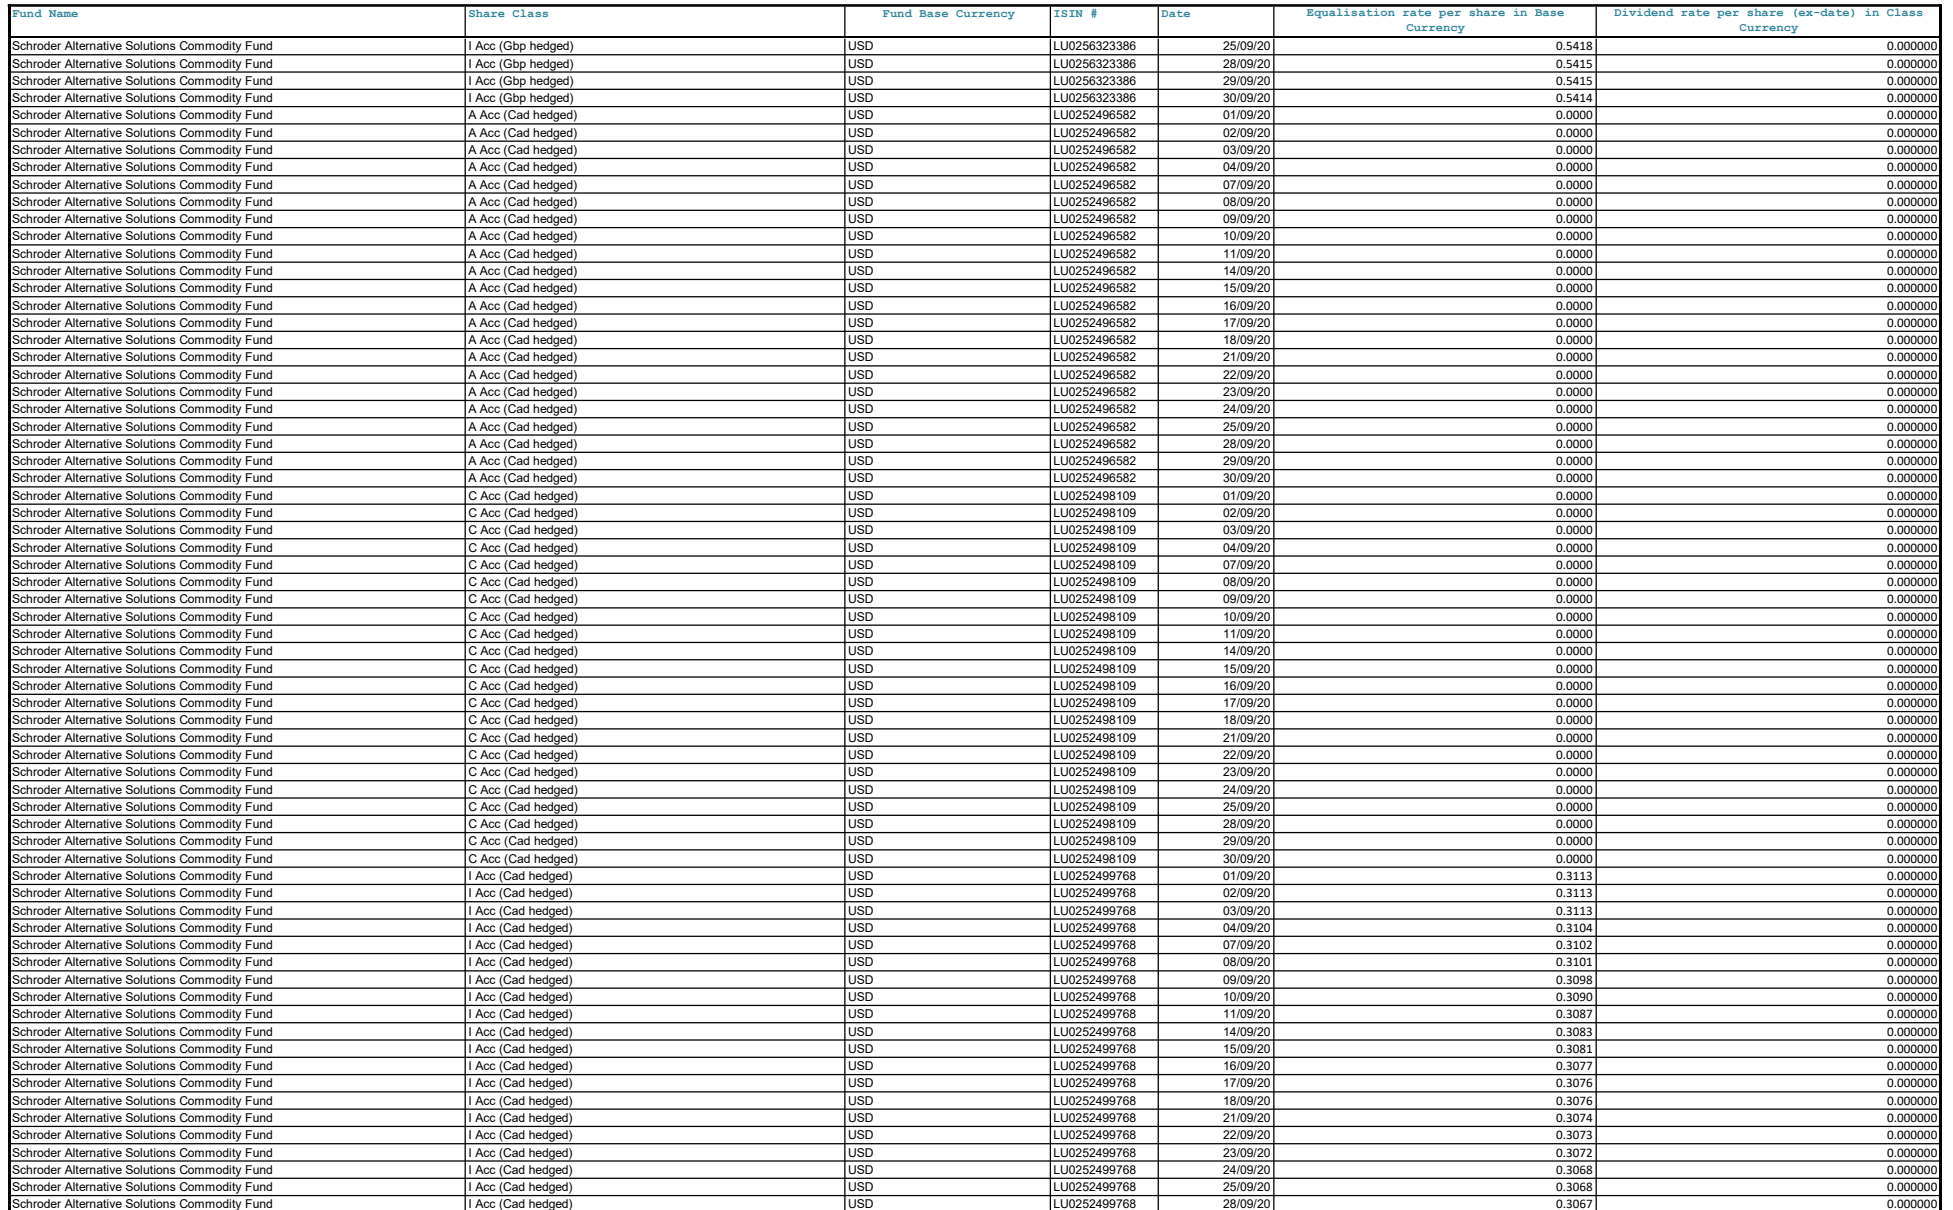 Fund Name Share Class Fund Base Currency ISIN # Date Equalisation rate per share in Base Currency Dividend rate per share (ex-date) in Class Currency
Schroder Alternative Solutions Commodity Fund I Acc (Gbp hedged) USD LU0256323386 25/09/20 0.5418 0.000000
Schroder Alternative Solutions Commodity Fund I Acc (Gbp hedged) USD LU0256323386 28/09/20 0.5415 0.000000
Schroder Alternative Solutions Commodity Fund I Acc (Gbp hedged) USD LU0256323386 29/09/20 0.5415 0.000000
Schroder Alternative Solutions Commodity Fund I Acc (Gbp hedged) USD LU0256323386 30/09/20 0.5414 0.000000
Schroder Alternative Solutions Commodity Fund A Acc (Cad hedged) USD LU0252496582 01/09/20 0.0000 0.000000
Schroder Alternative Solutions Commodity Fund A Acc (Cad hedged) USD LU0252496582 02/09/20 0.0000 0.000000
Schroder Alternative Solutions Commodity Fund A Acc (Cad hedged) USD LU0252496582 03/09/20 0.0000 0.000000
Schroder Alternative Solutions Commodity Fund A Acc (Cad hedged) USD LU0252496582 04/09/20 0.0000 0.000000
Schroder Alternative Solutions Commodity Fund A Acc (Cad hedged) USD LU0252496582 07/09/20 0.0000 0.000000
Schroder Alternative Solutions Commodity Fund A Acc (Cad hedged) USD LU0252496582 08/09/20 0.0000 0.000000
Schroder Alternative Solutions Commodity Fund A Acc (Cad hedged) USD LU0252496582 09/09/20 0.0000 0.000000
Schroder Alternative Solutions Commodity Fund A Acc (Cad hedged) USD LU0252496582 10/09/20 0.0000 0.000000
Schroder Alternative Solutions Commodity Fund A Acc (Cad hedged) USD LU0252496582 11/09/20 0.0000 0.000000
Schroder Alternative Solutions Commodity Fund A Acc (Cad hedged) USD LU0252496582 14/09/20 0.0000 0.000000
Schroder Alternative Solutions Commodity Fund A Acc (Cad hedged) USD LU0252496582 15/09/20 0.0000 0.000000
Schroder Alternative Solutions Commodity Fund A Acc (Cad hedged) USD LU0252496582 16/09/20 0.0000 0.000000
Schroder Alternative Solutions Commodity Fund A Acc (Cad hedged) USD LU0252496582 17/09/20 0.0000 0.000000
Schroder Alternative Solutions Commodity Fund A Acc (Cad hedged) USD LU0252496582 18/09/20 0.0000 0.000000
Schroder Alternative Solutions Commodity Fund A Acc (Cad hedged) USD LU0252496582 21/09/20 0.0000 0.000000
Schroder Alternative Solutions Commodity Fund A Acc (Cad hedged) USD LU0252496582 22/09/20 0.0000 0.000000
Schroder Alternative Solutions Commodity Fund A Acc (Cad hedged) USD LU0252496582 23/09/20 0.0000 0.000000
Schroder Alternative Solutions Commodity Fund A Acc (Cad hedged) USD LU0252496582 24/09/20 0.0000 0.000000
Schroder Alternative Solutions Commodity Fund A Acc (Cad hedged) USD LU0252496582 25/09/20 0.0000 0.000000
Schroder Alternative Solutions Commodity Fund A Acc (Cad hedged) USD LU0252496582 28/09/20 0.0000 0.000000
Schroder Alternative Solutions Commodity Fund A Acc (Cad hedged) USD LU0252496582 29/09/20 0.0000 0.000000
Schroder Alternative Solutions Commodity Fund A Acc (Cad hedged) USD LU0252496582 30/09/20 0.0000 0.000000
Schroder Alternative Solutions Commodity Fund C Acc (Cad hedged) USD LU0252498109 01/09/20 0.0000 0.000000
Schroder Alternative Solutions Commodity Fund C Acc (Cad hedged) USD LU0252498109 02/09/20 0.0000 0.000000
Schroder Alternative Solutions Commodity Fund C Acc (Cad hedged) USD LU0252498109 03/09/20 0.0000 0.000000
Schroder Alternative Solutions Commodity Fund C Acc (Cad hedged) USD LU0252498109 04/09/20 0.0000 0.000000
Schroder Alternative Solutions Commodity Fund C Acc (Cad hedged) USD LU0252498109 07/09/20 0.0000 0.000000
Schroder Alternative Solutions Commodity Fund C Acc (Cad hedged) USD LU0252498109 08/09/20 0.0000 0.000000
Schroder Alternative Solutions Commodity Fund C Acc (Cad hedged) USD LU0252498109 09/09/20 0.0000 0.000000
Schroder Alternative Solutions Commodity Fund C Acc (Cad hedged) USD LU0252498109 10/09/20 0.0000 0.000000
Schroder Alternative Solutions Commodity Fund C Acc (Cad hedged) USD LU0252498109 11/09/20 0.0000 0.000000
Schroder Alternative Solutions Commodity Fund C Acc (Cad hedged) USD LU0252498109 14/09/20 0.0000 0.000000
Schroder Alternative Solutions Commodity Fund C Acc (Cad hedged) USD LU0252498109 15/09/20 0.0000 0.000000
Schroder Alternative Solutions Commodity Fund C Acc (Cad hedged) USD LU0252498109 16/09/20 0.0000 0.000000
Schroder Alternative Solutions Commodity Fund C Acc (Cad hedged) USD LU0252498109 17/09/20 0.0000 0.000000
Schroder Alternative Solutions Commodity Fund C Acc (Cad hedged) USD LU0252498109 18/09/20 0.0000 0.000000
Schroder Alternative Solutions Commodity Fund C Acc (Cad hedged) USD LU0252498109 21/09/20 0.0000 0.000000
Schroder Alternative Solutions Commodity Fund C Acc (Cad hedged) USD LU0252498109 22/09/20 0.0000 0.000000
Schroder Alternative Solutions Commodity Fund C Acc (Cad hedged) USD LU0252498109 23/09/20 0.0000 0.000000
Schroder Alternative Solutions Commodity Fund C Acc (Cad hedged) USD LU0252498109 24/09/20 0.0000 0.000000
Schroder Alternative Solutions Commodity Fund C Acc (Cad hedged) USD LU0252498109 25/09/20 0.0000 0.000000
Schroder Alternative Solutions Commodity Fund C Acc (Cad hedged) USD LU0252498109 28/09/20 0.0000 0.000000
Schroder Alternative Solutions Commodity Fund C Acc (Cad hedged) USD LU0252498109 29/09/20 0.0000 0.000000
Schroder Alternative Solutions Commodity Fund C Acc (Cad hedged) USD LU0252498109 30/09/20 0.0000 0.000000
Schroder Alternative Solutions Commodity Fund I Acc (Cad hedged) USD LU0252499768 01/09/20 0.3113 0.000000
Schroder Alternative Solutions Commodity Fund I Acc (Cad hedged) USD LU0252499768 02/09/20 0.3113 0.000000
Schroder Alternative Solutions Commodity Fund I Acc (Cad hedged) USD LU0252499768 03/09/20 0.3113 0.000000
Schroder Alternative Solutions Commodity Fund I Acc (Cad hedged) USD LU0252499768 04/09/20 0.3104 0.000000
Schroder Alternative Solutions Commodity Fund I Acc (Cad hedged) USD LU0252499768 07/09/20 0.3102 0.000000
Schroder Alternative Solutions Commodity Fund I Acc (Cad hedged) USD LU0252499768 08/09/20 0.3101 0.000000
Schroder Alternative Solutions Commodity Fund I Acc (Cad hedged) USD LU0252499768 09/09/20 0.3098 0.000000
Schroder Alternative Solutions Commodity Fund I Acc (Cad hedged) USD LU0252499768 10/09/20 0.3090 0.000000
Schroder Alternative Solutions Commodity Fund I Acc (Cad hedged) USD LU0252499768 11/09/20 0.3087 0.000000
Schroder Alternative Solutions Commodity Fund I Acc (Cad hedged) USD LU0252499768 14/09/20 0.3083 0.000000
Schroder Alternative Solutions Commodity Fund I Acc (Cad hedged) USD LU0252499768 15/09/20 0.3081 0.000000
Schroder Alternative Solutions Commodity Fund I Acc (Cad hedged) USD LU0252499768 16/09/20 0.3077 0.000000
Schroder Alternative Solutions Commodity Fund I Acc (Cad hedged) USD LU0252499768 17/09/20 0.3076 0.000000
Schroder Alternative Solutions Commodity Fund I Acc (Cad hedged) USD LU0252499768 18/09/20 0.3076 0.000000
Schroder Alternative Solutions Commodity Fund I Acc (Cad hedged) USD LU0252499768 21/09/20 0.3074 0.000000
Schroder Alternative Solutions Commodity Fund I Acc (Cad hedged) USD LU0252499768 22/09/20 0.3073 0.000000
Schroder Alternative Solutions Commodity Fund I Acc (Cad hedged) USD LU0252499768 23/09/20 0.3072 0.000000
Schroder Alternative Solutions Commodity Fund I Acc (Cad hedged) USD LU0252499768 24/09/20 0.3068 0.000000
Schroder Alternative Solutions Commodity Fund I Acc (Cad hedged) USD LU0252499768 25/09/20 0.3068 0.000000
Schroder Alternative Solutions Commodity Fund I Acc (Cad hedged) USD LU0252499768 28/09/20 0.3067 0.000000